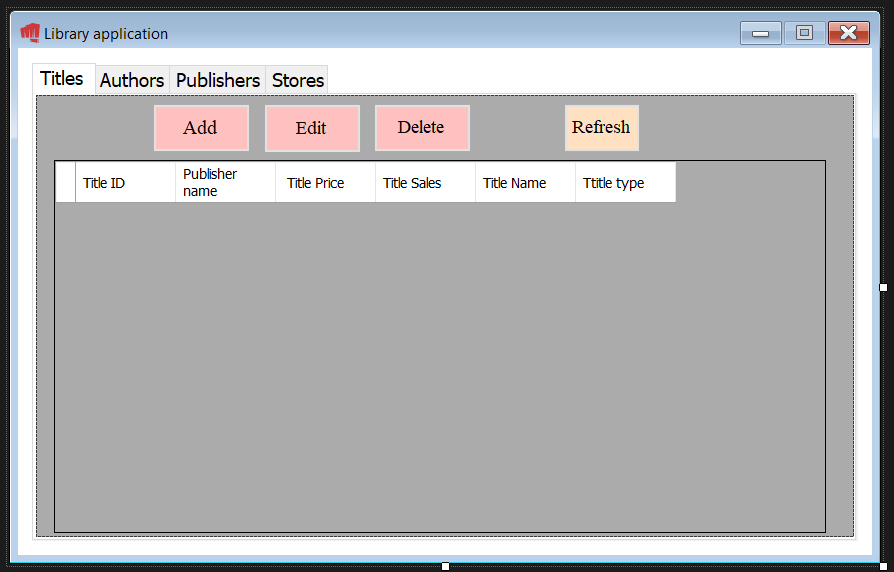 Library application
Titles Authors Publishers Stores
Add Edit Delete Refresh
Title ID Publisher name Title Price Title Sales Title Name Ttitle type